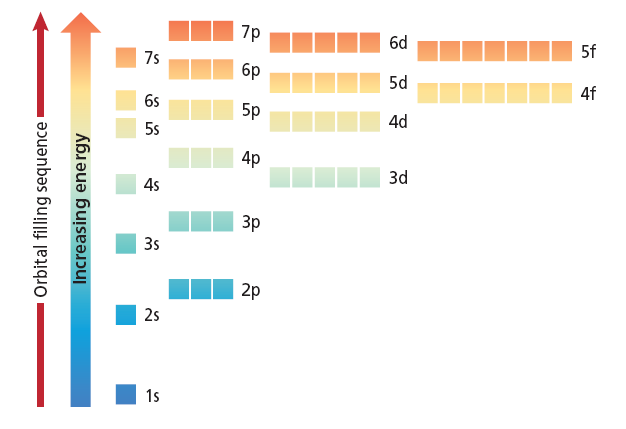 Orbital filling sequence
Increasing energy
7p
6d
5f
7s
6p
5d
4f
6s
5p
4d
5s
4p
3d
4s
3p
3s
2p
2s
1s